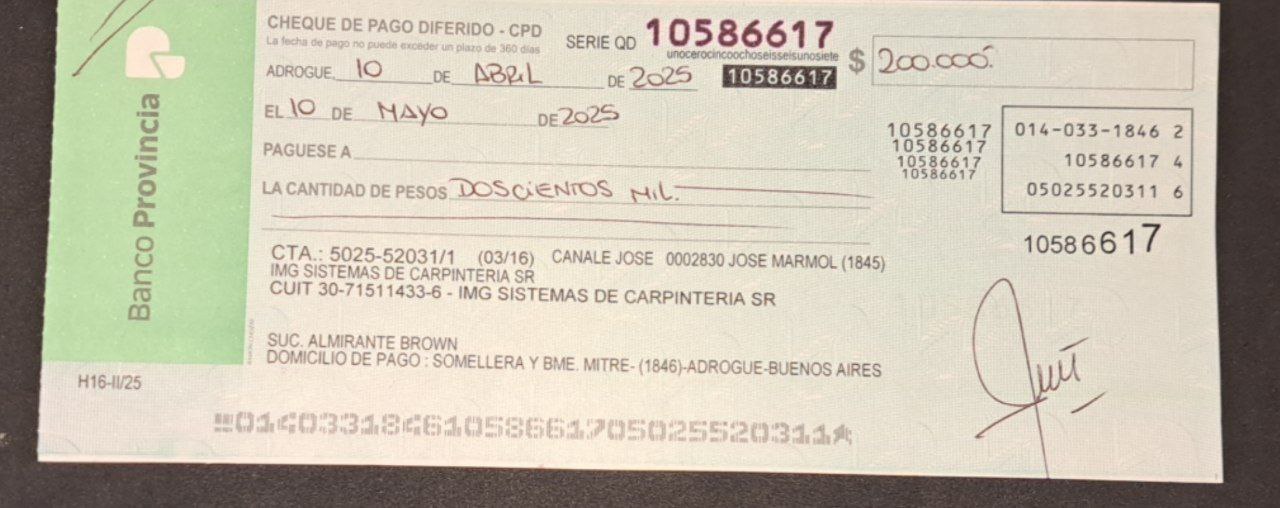 Banco Provincia
H16-II/25
CHEQUE DE PAGO DIFERIDO - CPD
La fecha de pago no puede exceder un plazo de 360 días
SERIE QD 10586617
unocerocincoochoseisseisunosiete
10586617
$ 200.000.
ADROGUE, 10 DE ABRIL DE 2025
EL 10 DE MAYO DE 2025
PAGUESE A
LA CANTIDAD DE PESOS DOSCIENTOS MIL.
10586617
10586617
10586617
10586617
014-033-1846 2
10586617 4
05025520311 6
10586617
CTA.: 5025-52031/1 (03/16) CANALE JOSE 0002830 JOSE MARMOL (1845)
IMG SISTEMAS DE CARPINTERIA SR
CUIT 30-71511433-6 - IMG SISTEMAS DE CARPINTERIA SR
SUC. ALMIRANTE BROWN
DOMICILIO DE PAGO : SOMELLERA Y BME. MITRE- (1846)-ADROGUE-BUENOS AIRES
01403318461058661705025520311